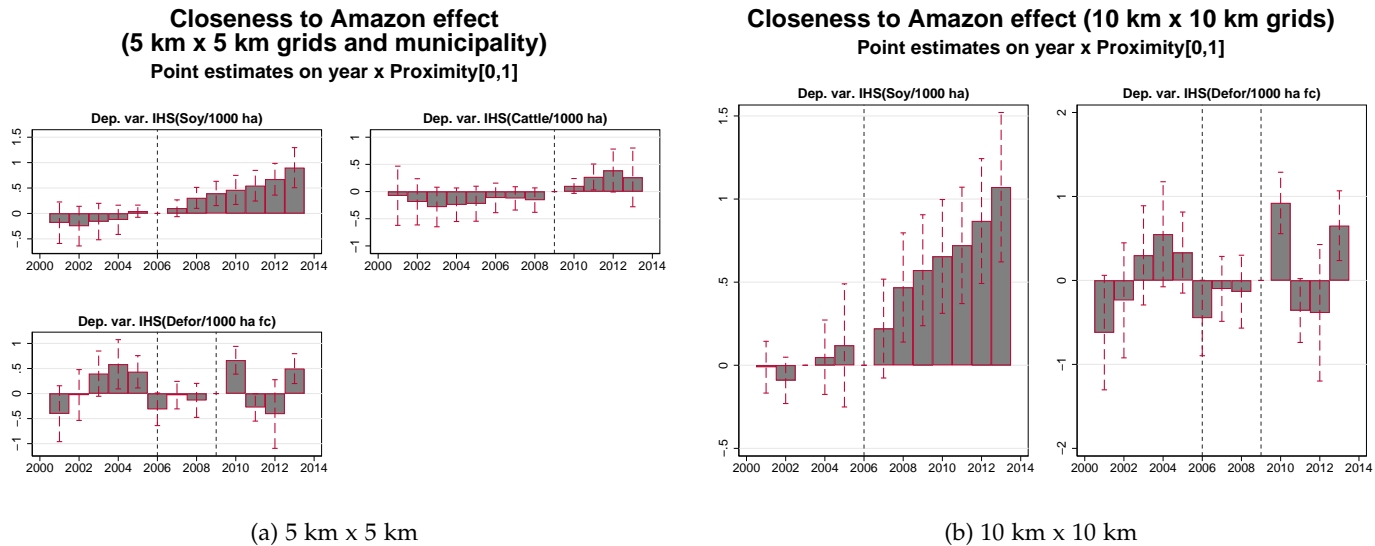 Closeness to Amazon effect
(5 km x 5 km grids and municipality)
Point estimates on year x Proximity[0,1]
Dep. var. IHS(Soy/1000 ha)
1.5
1
.5
0
-.5
2000 2002 2004 2006 2008 2010 2012 2014
Dep. var. IHS(Cattle/1000 ha)
1
.5
0
-.5
-1
2000 2002 2004 2006 2008 2010 2012 2014
Dep. var. IHS(Defor/1000 ha fc)
1
.5
0
-.5
-1
2000 2002 2004 2006 2008 2010 2012 2014
(a) 5 km x 5 km
Closeness to Amazon effect (10 km x 10 km grids)
Point estimates on year x Proximity[0,1]
Dep. var. IHS(Soy/1000 ha)
1.5
1
.5
0
-.5
2000 2002 2004 2006 2008 2010 2012 2014
Dep. var. IHS(Defor/1000 ha fc)
2
1
0
-1
-2
2000 2002 2004 2006 2008 2010 2012 2014
(b) 10 km x 10 km